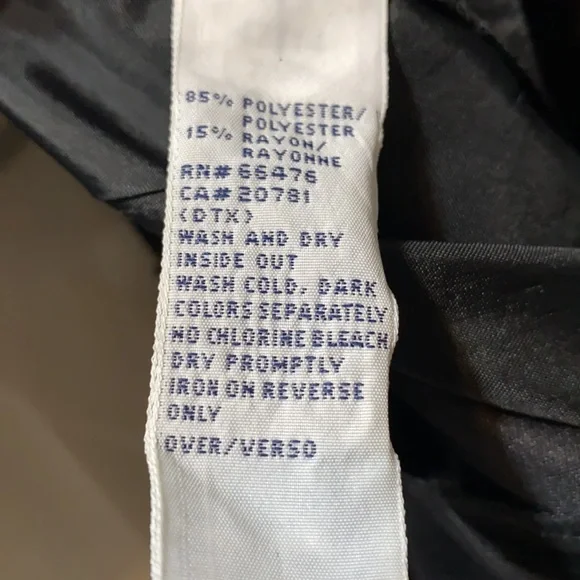 85% POLYESTER/
POLYESTER
15% RAYON/
RAYONNE
RN# 66476
CA# 20781
(DTX)
WASH AND DRY
INSIDE OUT
WASH COLD, DARK
COLORS SEPARATELY
NO CHLORINE BLEACH
DRY PROMPTLY
IRON ON REVERSE
ONLY
OVER/VERSO